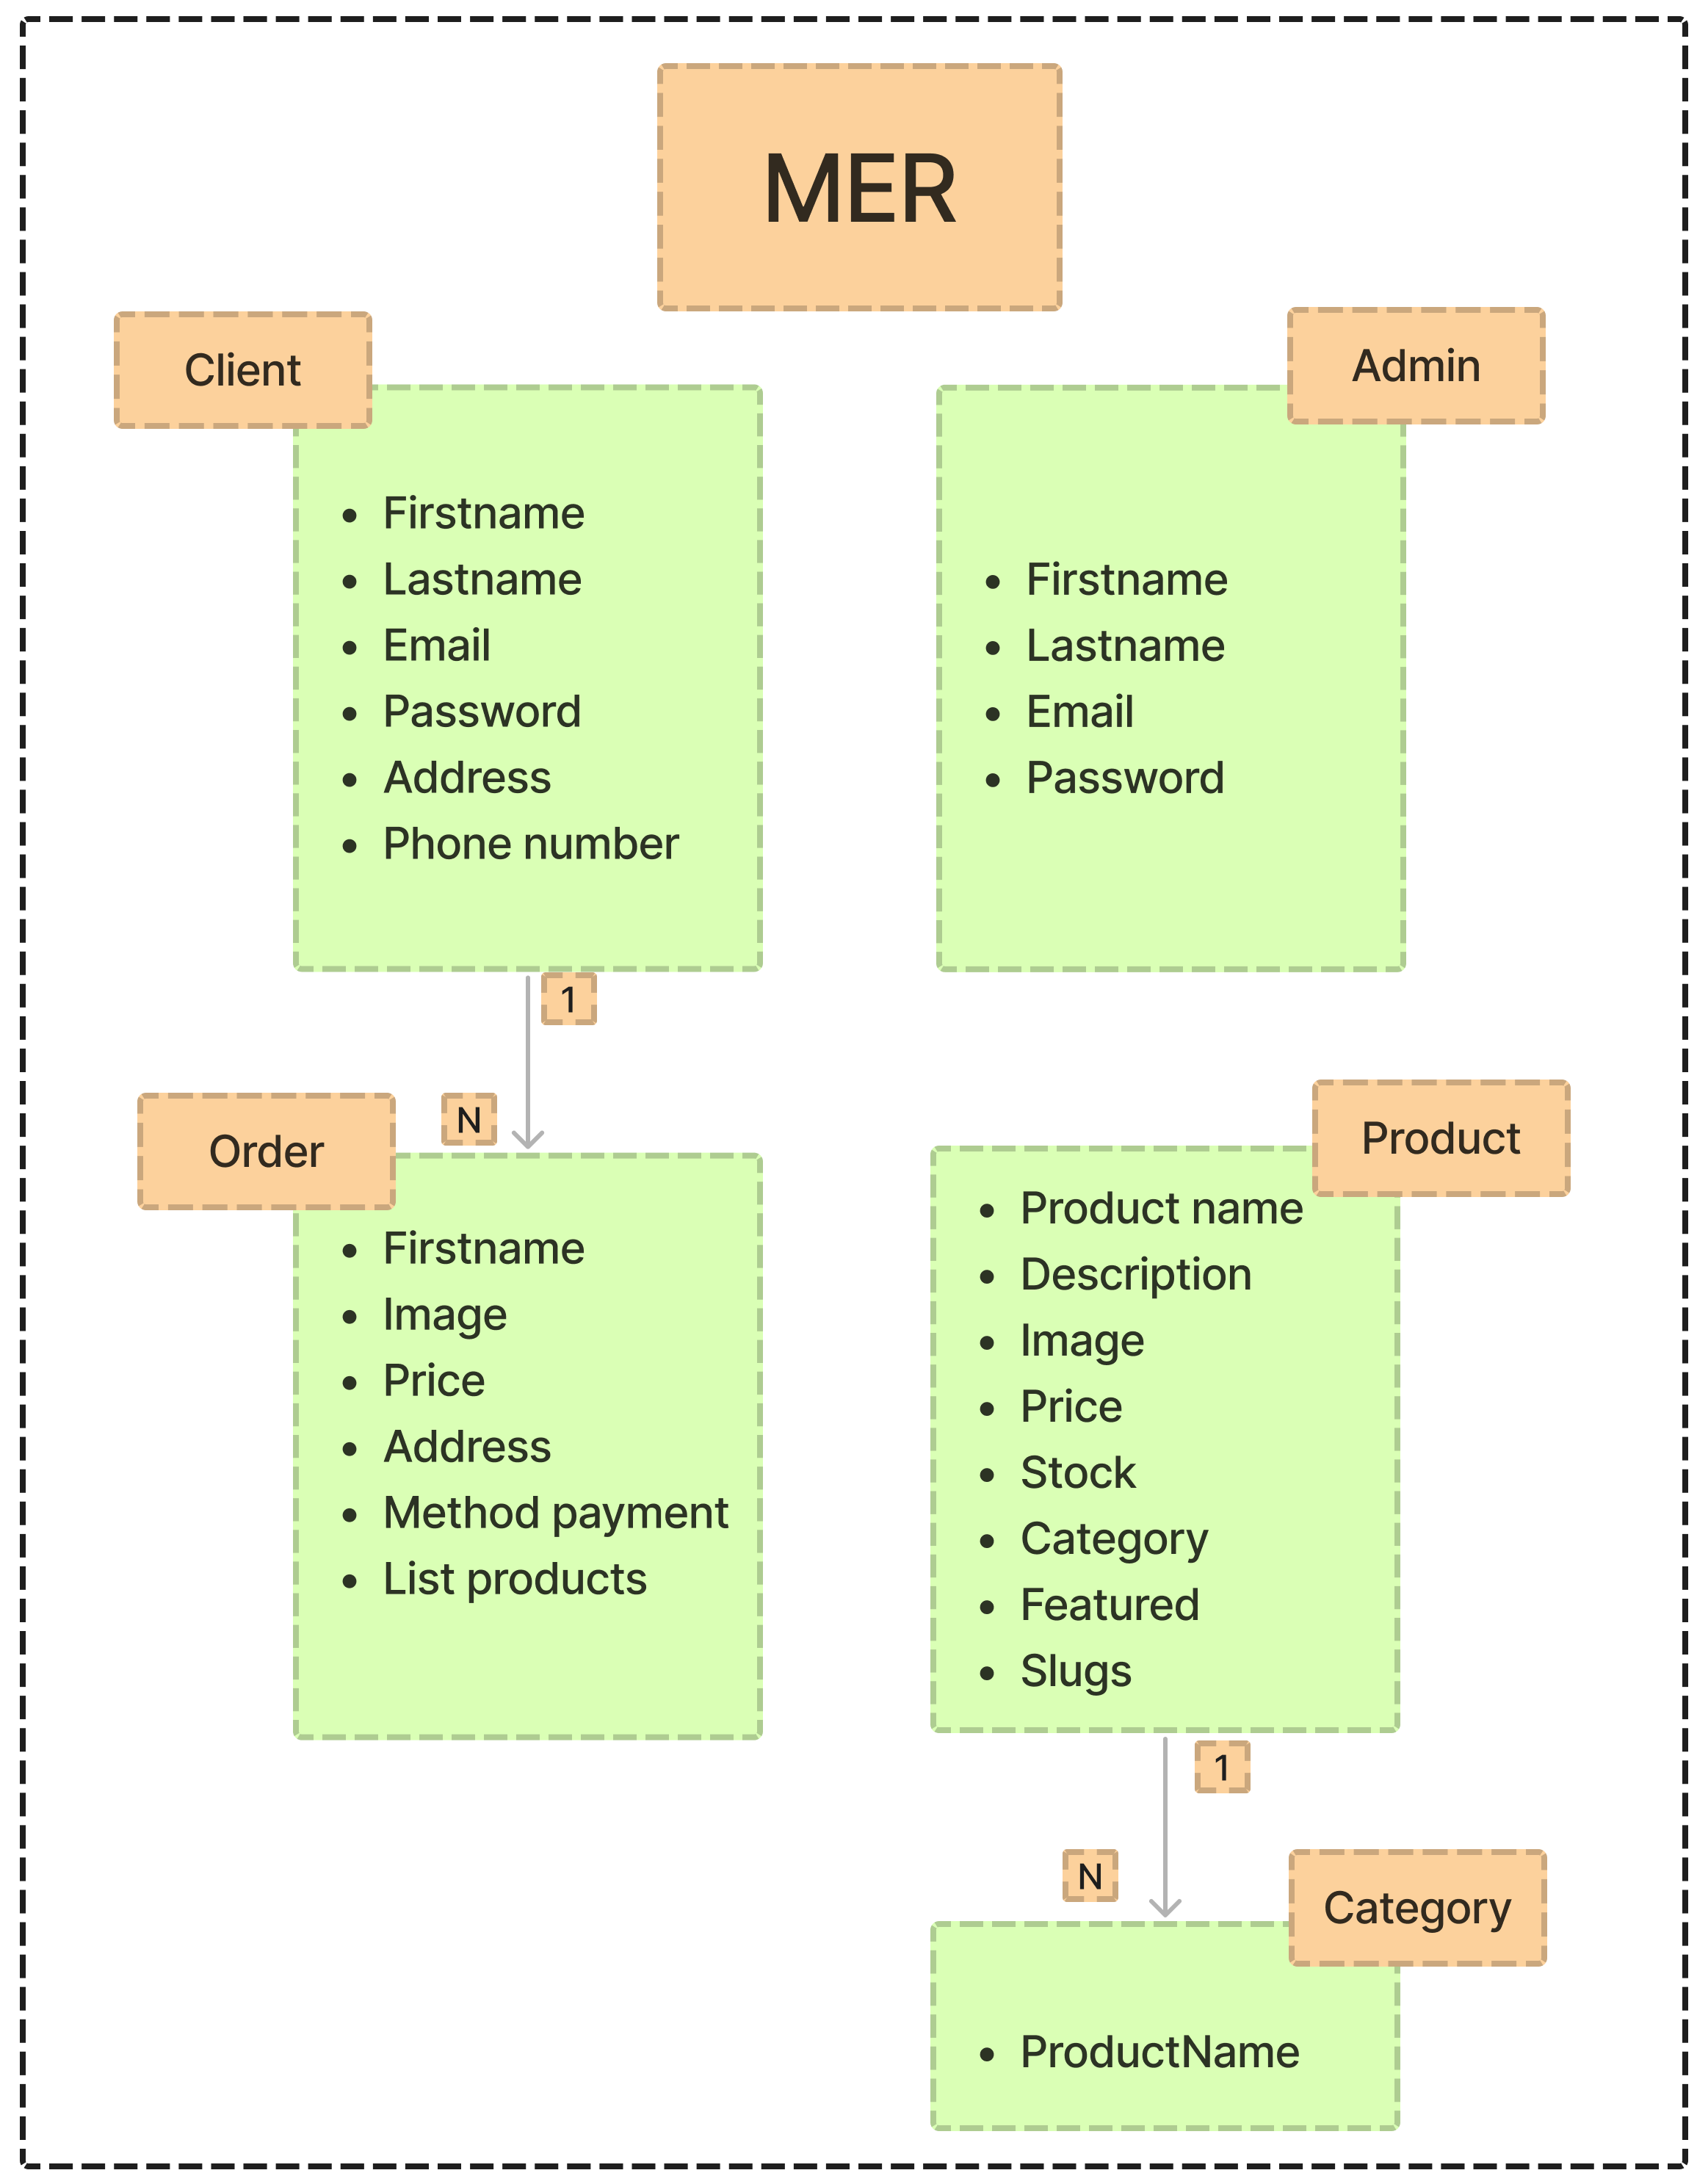 MER
Client
Firstname
Lastname
Email
Password
Address
Phone number
Admin
Firstname
Lastname
Email
Password
1
N
Order
Firstname
Image
Price
Address
Method payment
List products
Product
Product name
Description
Image
Price
Stock
Category
Featured
Slugs
1
N
Category
ProductName